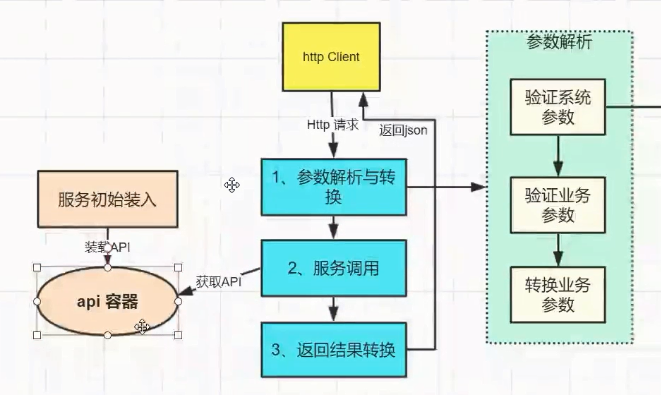 参数解析
http Client
验证系统
参数
Http 请求
返回json
1、参数解析与转
换
服务初始装入
验证业务
参数
装载API
2、服务调用
获取API
api 容器
转换业务
参数
3、返回结果转换